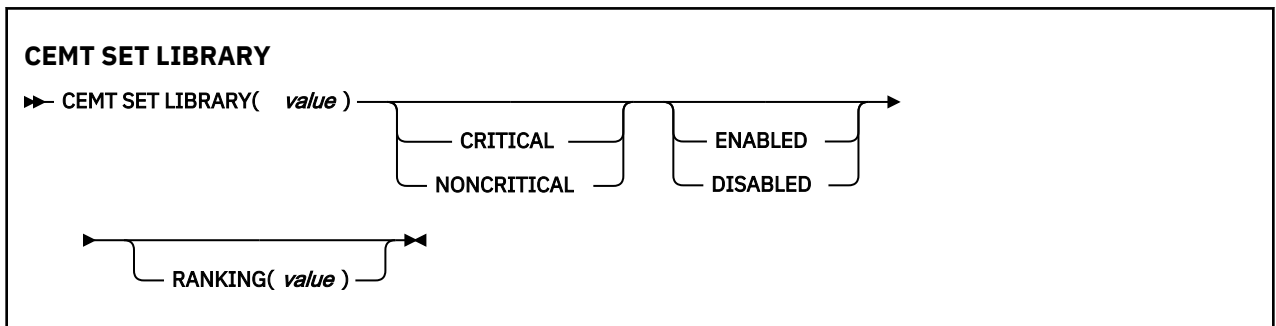 CEMT SET LIBRARY
CEMT SET LIBRARY( value )
CRITICAL
NONCRITICAL
ENABLED
DISABLED
RANKING( value )